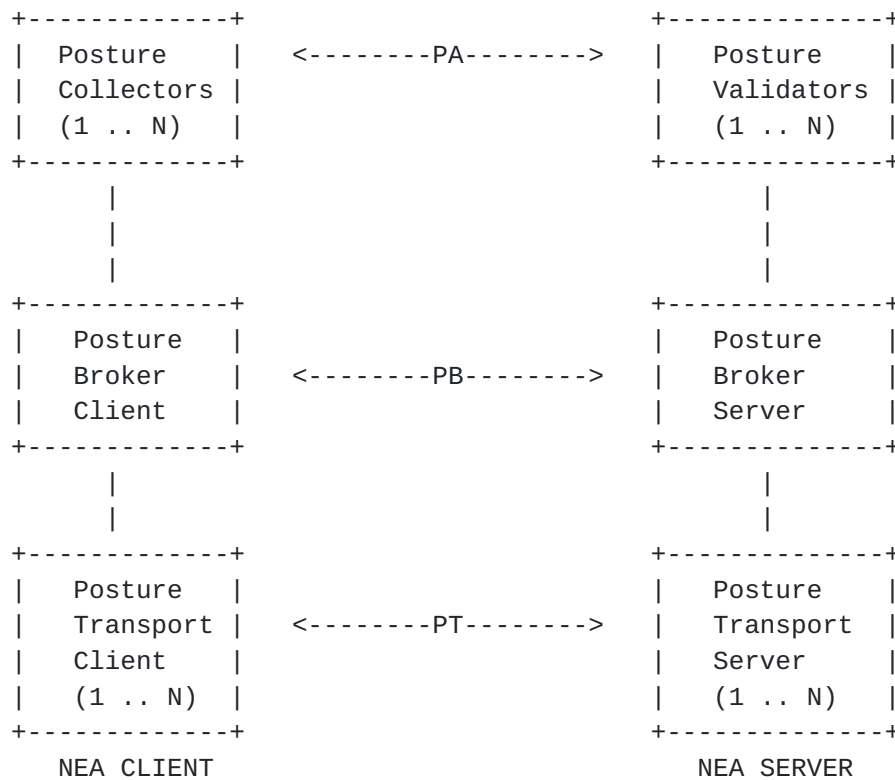 Posture <--------PA--------> Posture
Collectors Validators
(1 .. N) (1 .. N)
Posture Posture
Broker <--------PB--------> Broker
Client Server
Posture Posture
Transport <--------PT--------> Transport
Client Server
(1 .. N) (1 .. N)
NEA CLIENT NEA SERVER